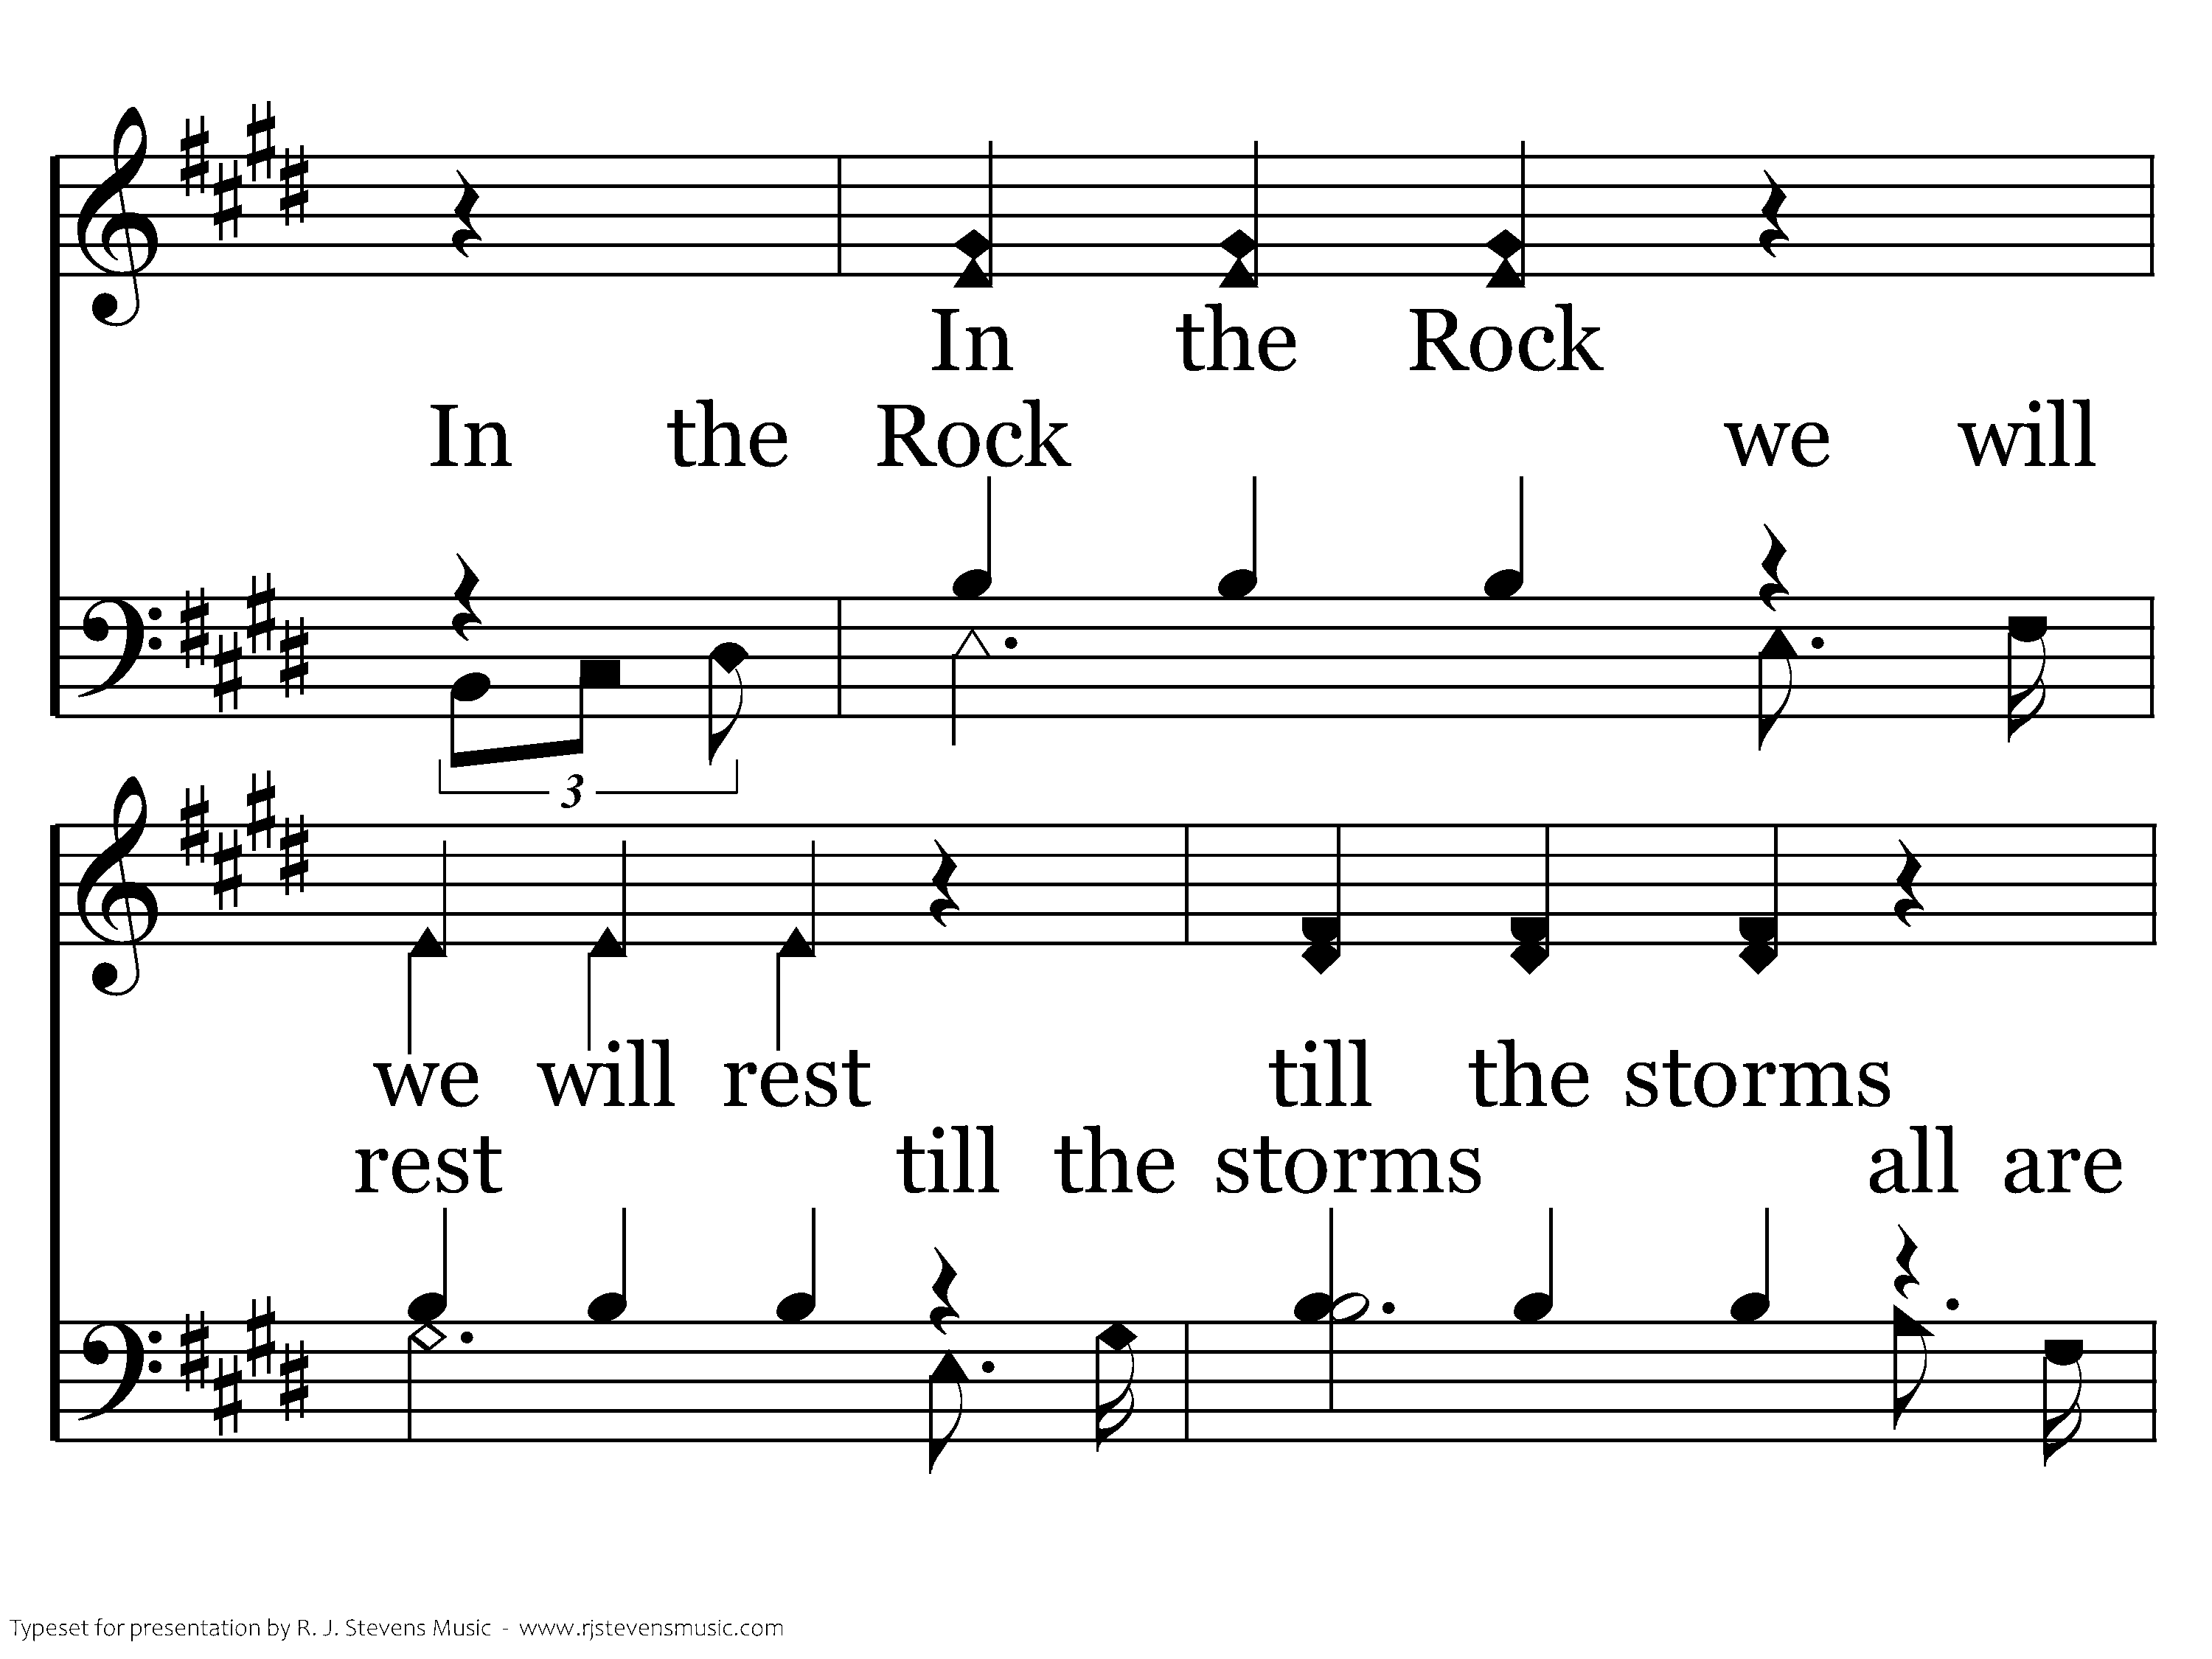 In the Rock
In the Rock we will
3
we will rest till the storms
rest till the storms all are
Typeset for presentation by R. J. Stevens Music - www.rjstevensmusic.com